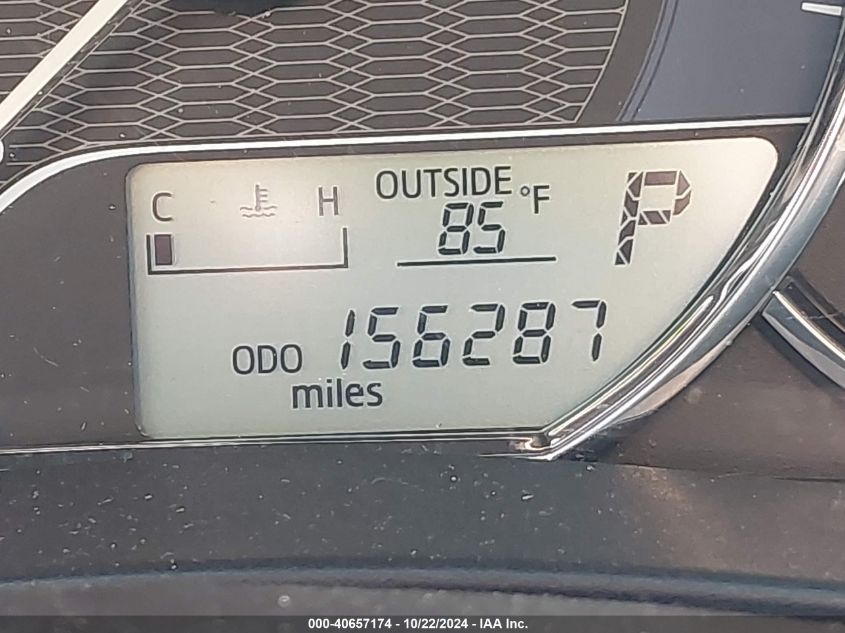 C H OUTSIDE °F P
85
ODO 156287
miles
000-40657174 - 10/22/2024 - IAA Inc.